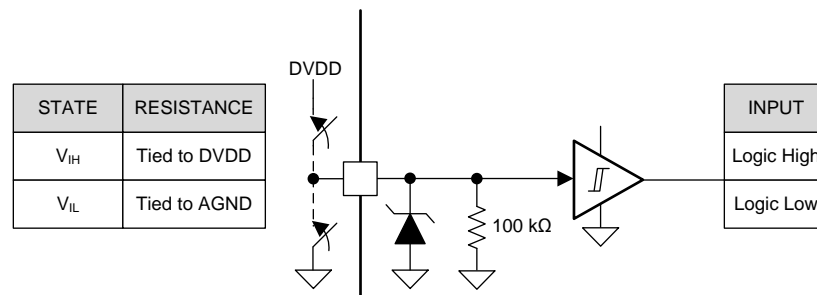 DVDD
STATE RESISTANCE
V_IH Tied to DVDD
V_IL Tied to AGND
100 kΩ
INPUT
Logic High
Logic Low